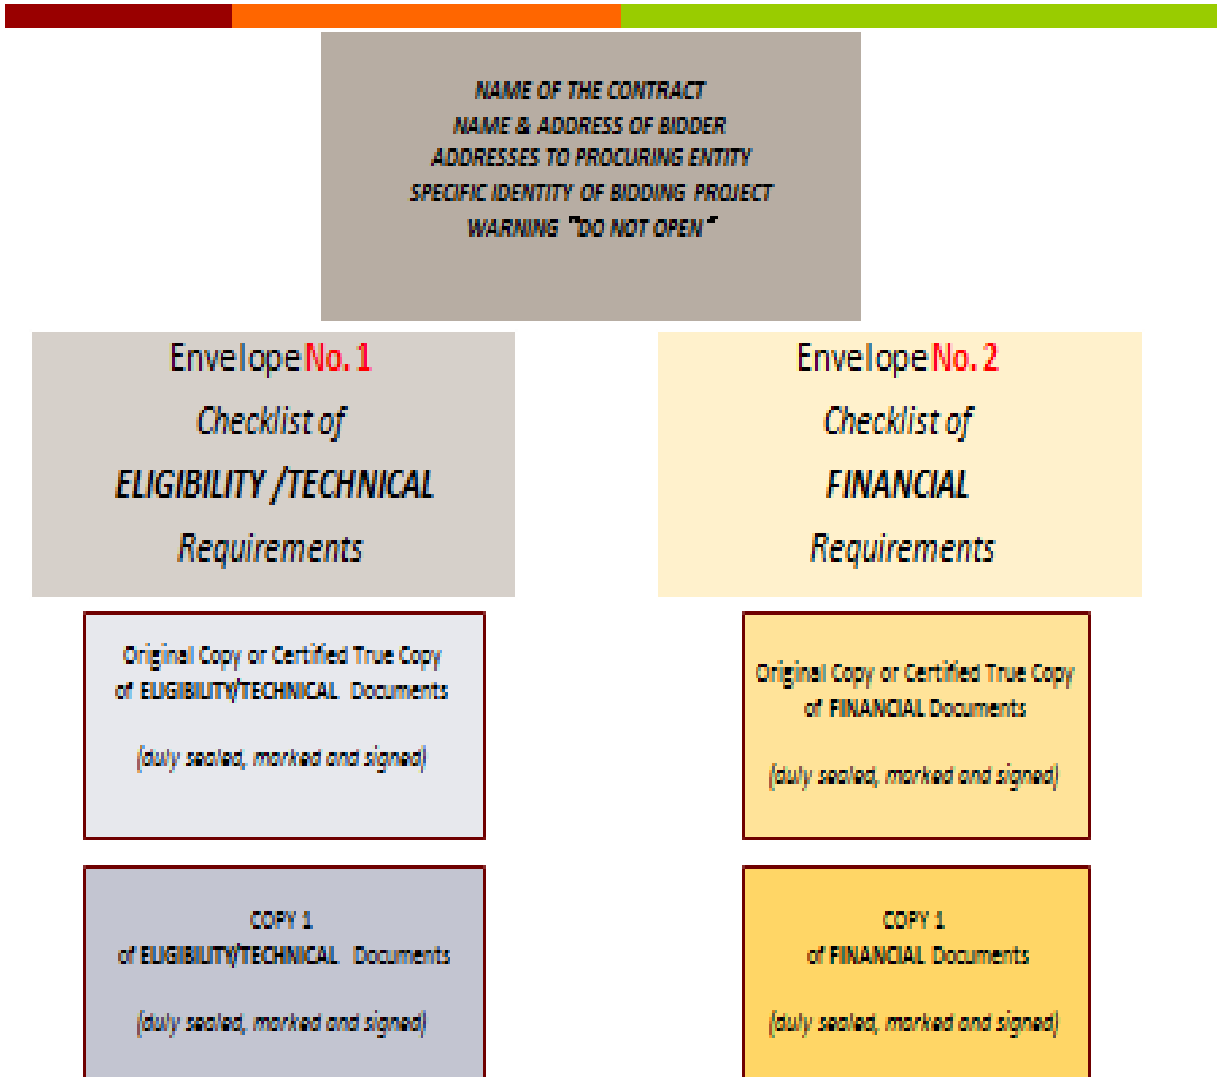 NAME OF THE CONTRACT
NAME & ADDRESS OF BIDDER
ADDRESSES TO PROCURING ENTITY
SPECIFIC IDENTITY OF BIDDING PROJECT
WARNING "DO NOT OPEN"
Envelope No. 1
Checklist of
ELIGIBILITY /TECHNICAL
Requirements
Envelope No. 2
Checklist of
FINANCIAL
Requirements
Original Copy or Certified True Copy
of ELIGIBILITY/TECHNICAL Documents
(duly sealed, marked and signed)
Original Copy or Certified True Copy
of FINANCIAL Documents
(duly sealed, marked and signed)
COPY 1
of ELIGIBILITY/TECHNICAL Documents
(duly sealed, marked and signed)
COPY 1
of FINANCIAL Documents
(duly sealed, marked and signed)